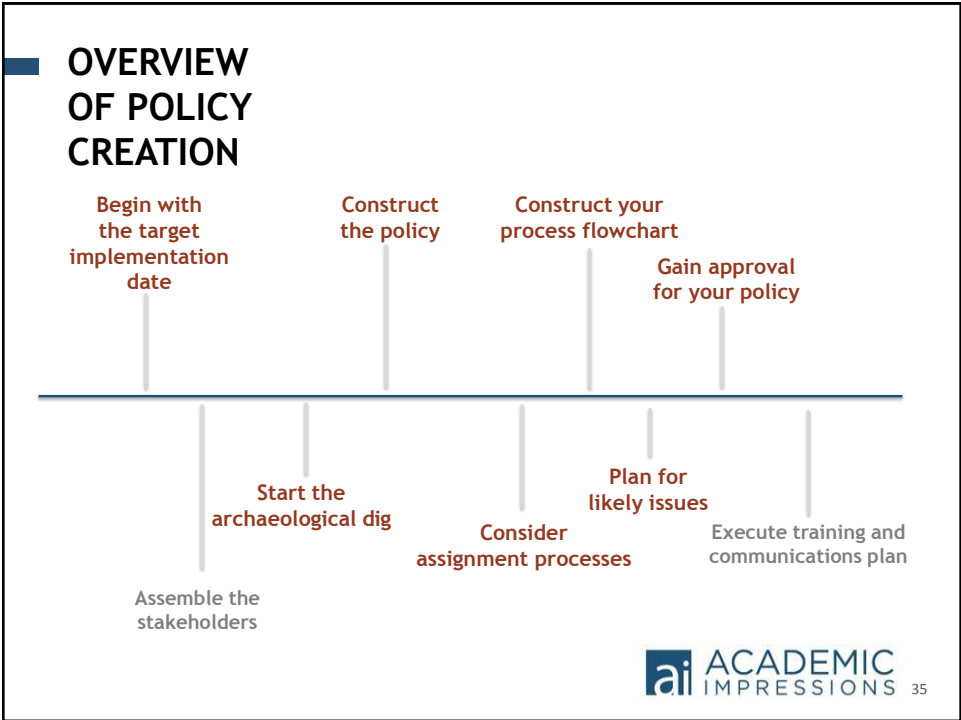 OVERVIEW
OF POLICY
CREATION
Begin with
the target
implementation
date
Construct
the policy
Construct your
process flowchart
Gain approval
for your policy
Assemble the
stakeholders
Start the
archaeological dig
Consider
assignment processes
Plan for
likely issues
Execute training and
communications plan
ai ACADEMIC
IMPRESSIONS
35